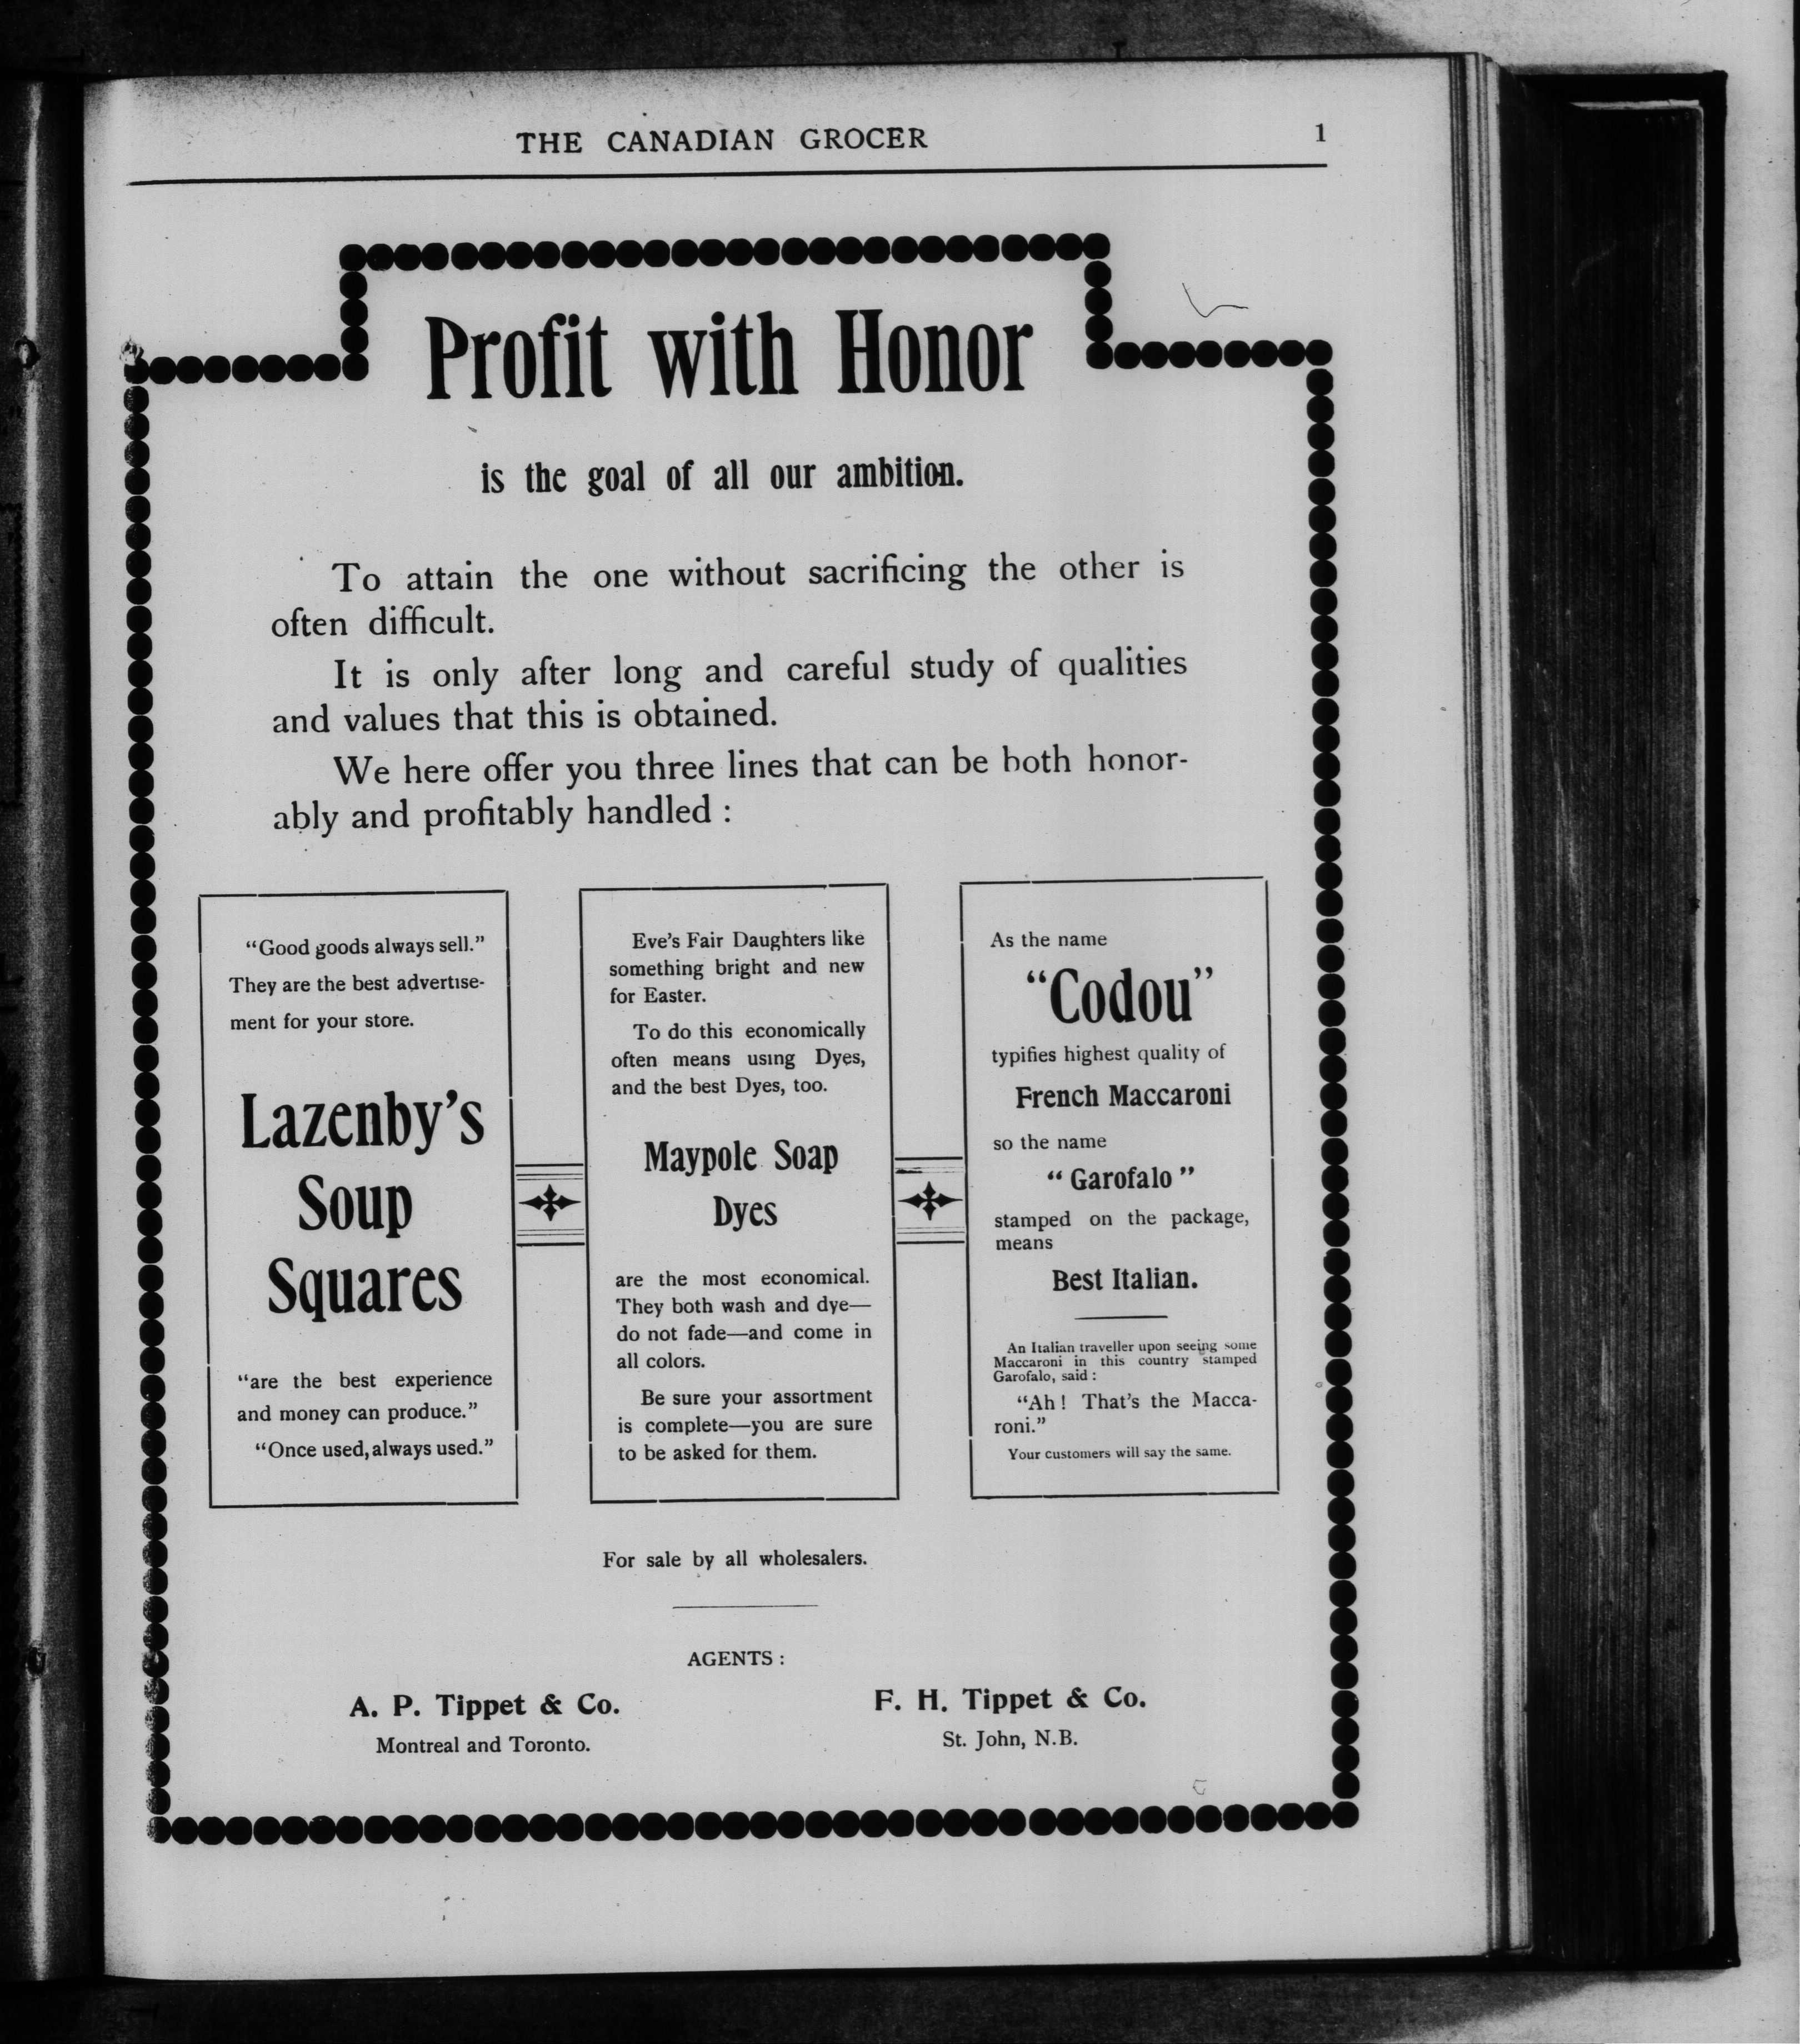 THE CANADIAN GROCER
1
Profit with Honor
is the goal of all our ambition.
To attain the one without sacrificing the other is
often difficult.
It is only after long and careful study of qualities
and values that this is obtained.
We here offer you three lines that can be both honor-
ably and profitably handled :
“Good goods always sell.”
They are the best advertise-
ment for your store.
Lazenby's
Soup
Squares
“are the best experience
and money can produce.”
“Once used, always used.”
Eve's Fair Daughters like
something bright and new
for Easter.
To do this economically
often means using Dyes,
and the best Dyes, too.
Maypole Soap
Dyes
are the most economical.
They both wash and dye—
do not fade—and come in
all colors.
Be sure your assortment
is complete—you are sure
to be asked for them.
As the name
“Codou”
typifies highest quality of
French Maccaroni
so the name
“ Garofalo ”
stamped on the package,
means
Best Italian.
An Italian traveller upon seeing some
Maccaroni in this country stamped
Garofalo, said :
“Ah ! That's the Macca-
roni.”
Your customers will say the same.
For sale by all wholesalers.
AGENTS :
A. P. Tippet & Co.
Montreal and Toronto.
F. H. Tippet & Co.
St. John, N.B.